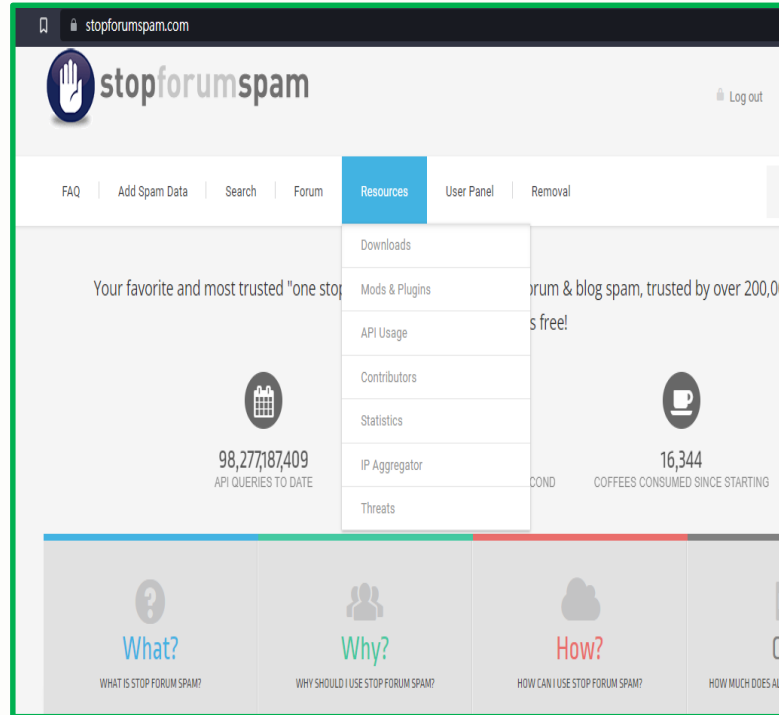 stopforumspam.com
stopforumspam
Log out
FAQ Add Spam Data Search Forum Resources User Panel Removal
Downloads
Your favorite and most trusted "one stop Mods & Plugins & blog spam, trusted by over 200,
API Usage s free!
Contributors
Statistics
98,277,187,409 IP Aggregator 16,344
API QUERIES TO DATE COFFEES CONSUMED SINCE STARTING
Threats
What? Why? How?
WHAT IS STOP FORUM SPAM? WHY SHOULD I USE STOP FORUM SPAM? HOW CAN I USE STOP FORUM SPAM? HOW MUCH DOES